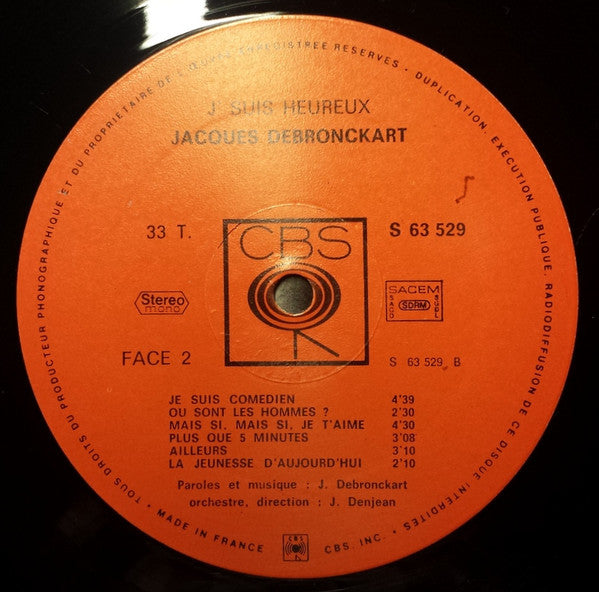 TOUS DROITS DU PRODUCTEUR PHONOGRAPHIQUE ET DU PROPRIETAIRE DE L'ŒUVRE ENREGISTREE RESERVES - DUPLICATION, EXECUTION PUBLIQUE, RADIODIFFUSION DE CE DISQUE INTERDITES
J SUIS HEUREUX
JACQUES DEBRONCKART
33 T.
CBS
S 63 529
Stereo
mono
SACEM
SACD
SDRM
SGDL
FACE 2
S 63 529 B
JE SUIS COMEDIEN 4'39
OU SONT LES HOMMES ? 2'30
MAIS SI, MAIS SI, JE T'AIME 4'30
PLUS QUE 5 MINUTES 3'08
AILLEURS 3'10
LA JEUNESSE D'AUJOURD'HUI 2'10
Paroles et musique : J. Debronckart
orchestre, direction : J. Denjean
• MADE IN FRANCE
CBS
CBS. INC. •